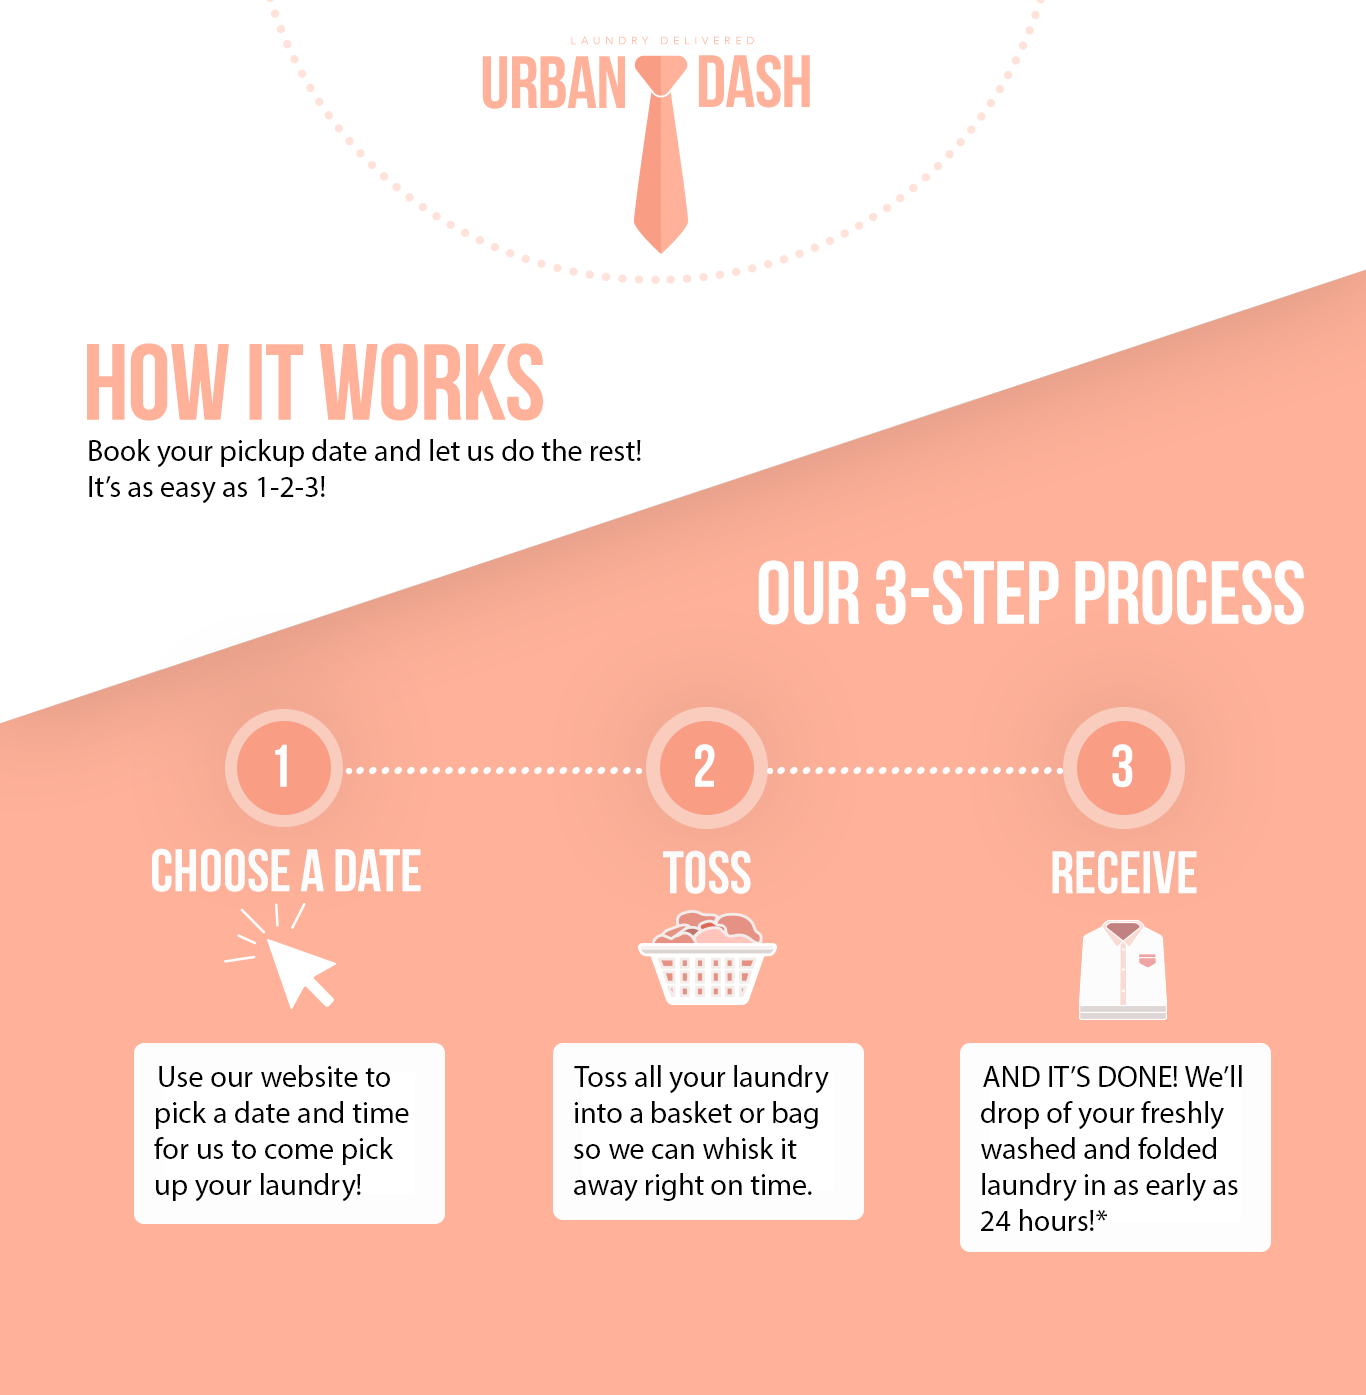 LAUNDRY DELIVERED
URBAN DASH
HOW IT WORKS
Book your pickup date and let us do the rest!
It's as easy as 1-2-3!
OUR 3-STEP PROCESS
1
2
3
CHOOSE A DATE
TOSS
RECEIVE
Use our website to
pick a date and time
for us to come pick
up your laundry!
Toss all your laundry
into a basket or bag
so we can whisk it
away right on time.
AND IT'S DONE! We'll
drop of your freshly
washed and folded
laundry in as early as
24 hours!*